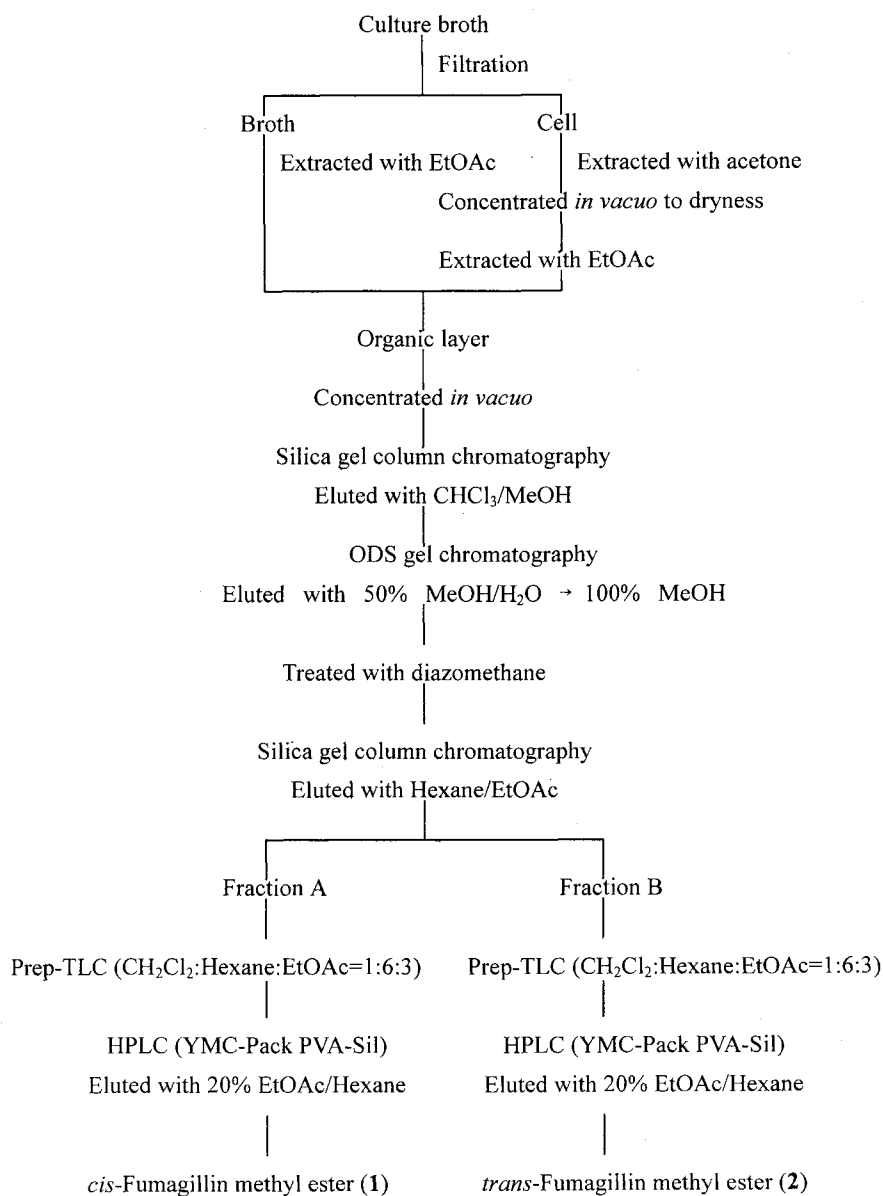 Culture broth
Filtration
Broth
Cell
Extracted with EtOAc
Extracted with acetone
Concentrated in vacuo to dryness
Extracted with EtOAc
Organic layer
Concentrated in vacuo
Silica gel column chromatography
Eluted with CHCl₃/MeOH
ODS gel chromatography
Eluted with 50% MeOH/H₂O → 100% MeOH
Treated with diazomethane
Silica gel column chromatography
Eluted with Hexane/EtOAc
Fraction A
Fraction B
Prep-TLC (CH₂Cl₂:Hexane:EtOAc=1:6:3)
Prep-TLC (CH₂Cl₂:Hexane:EtOAc=1:6:3)
HPLC (YMC-Pack PVA-Sil)
HPLC (YMC-Pack PVA-Sil)
Eluted with 20% EtOAc/Hexane
Eluted with 20% EtOAc/Hexane
cis-Fumagillin methyl ester (1)
trans-Fumagillin methyl ester (2)